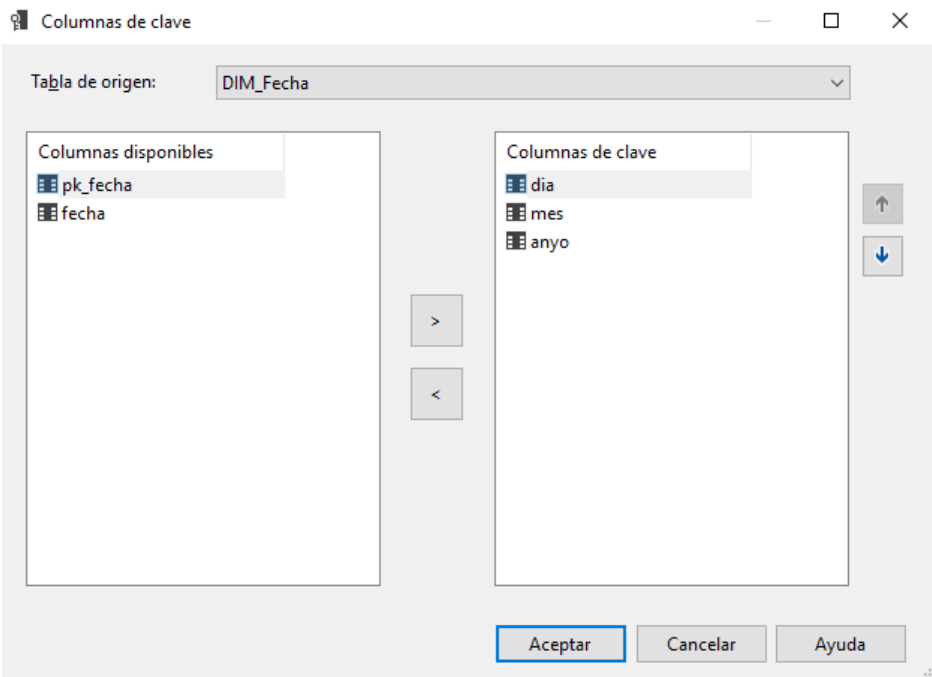 Columnas de clave
Tabla de origen: DIM_Fecha
Columnas disponibles
pk_fecha
fecha
Columnas de clave
dia
mes
anyo
>
<
Aceptar Cancelar Ayuda